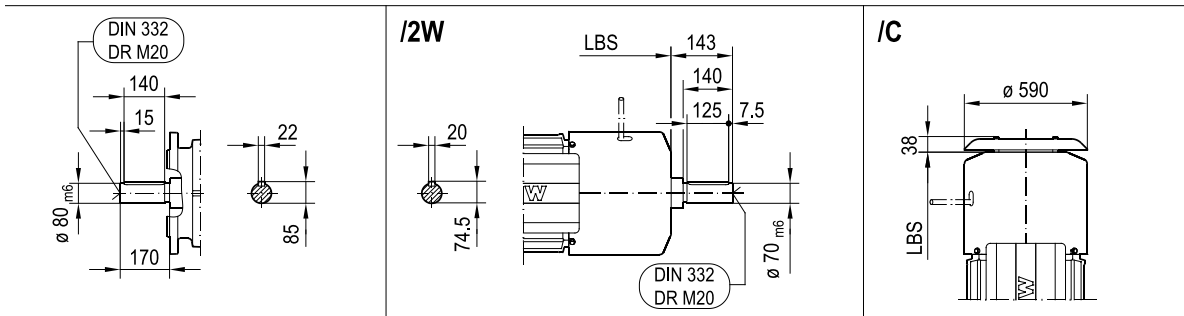 DIN 332
DR M20
140
15
22
ø 80 m6
85
170
/2W
LBS
143
140
125
7.5
20
W
74.5
ø 70 m6
DIN 332
DR M20
/C
ø 590
38
LBS
W